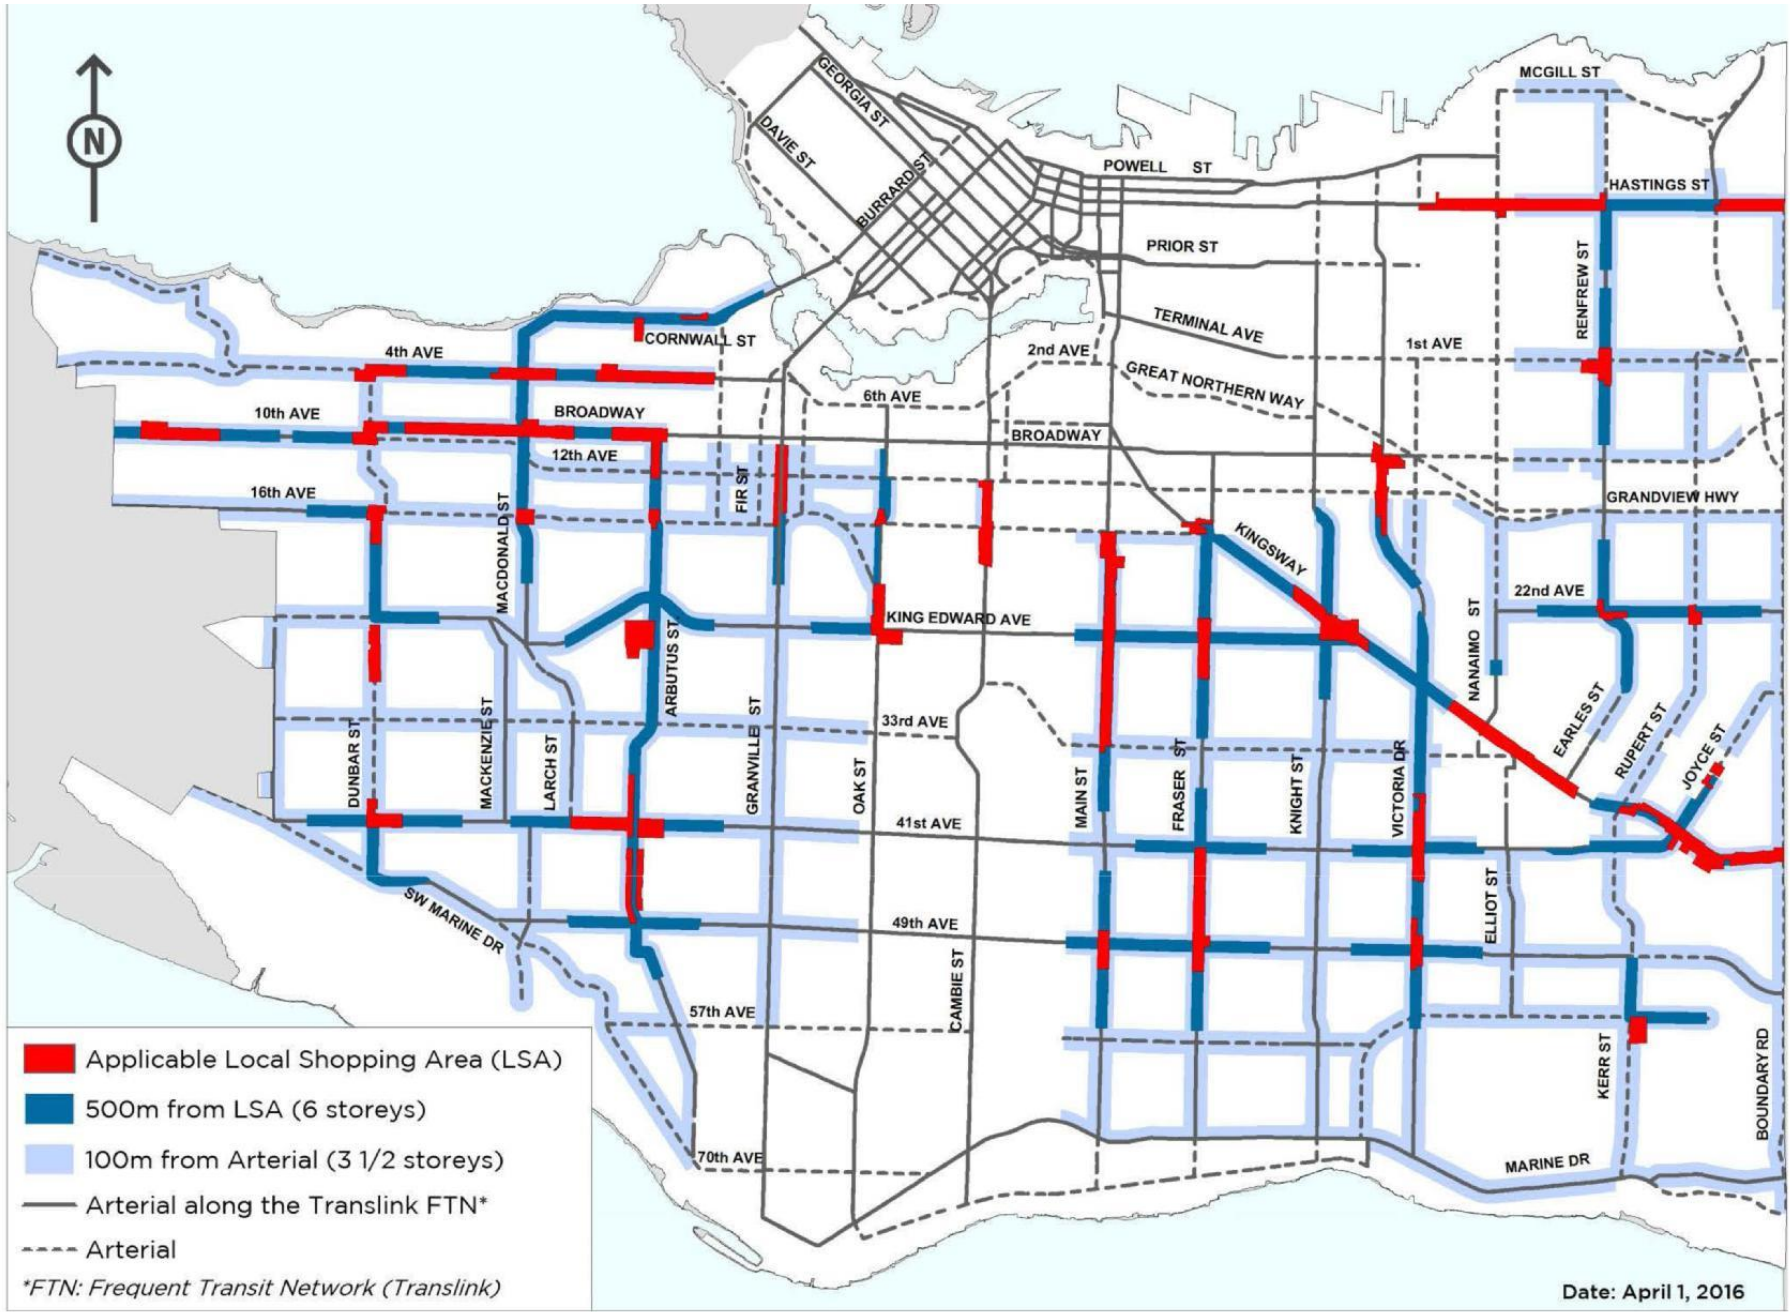 MCGILL ST
GEORGIA ST
DAVIE ST
BURRARD ST
POWELL ST
HASTINGS ST
N
PRIOR ST
RENFREW ST
TERMINAL AVE
CORNWALL ST
4th AVE
2nd AVE
1st AVE
GREAT NORTHERN WAY
6th AVE
10th AVE
BROADWAY
BROADWAY
12th AVE
FIR ST
16th AVE
GRANDVIEW HWY
MACDONALD ST
KINGSWAY
22nd AVE
KING EDWARD AVE
NANAIMO ST
ARBUTUS ST.
33rd AVE
DUNBAR ST
MACKENZIE ST
LARCH ST
GRANVILLE ST
OAK ST
MAIN ST
FRASER ST
KNIGHT ST
VICTORIA DR
EARLES ST
RUPERT ST
JOYCE ST
41st AVE
ELLIOT ST
SW MARINE DR
49th AVE
CAMBIE ST
57th AVE
KERR ST
BOUNDARY RD
70th AVE
MARINE DR
Applicable Local Shopping Area (LSA)
500m from LSA (6 storeys)
100m from Arterial (3 1/2 storeys)
Arterial along the Translink FTN*
Arterial
*FTN: Frequent Transit Network (Translink)
Date: April 1, 2016